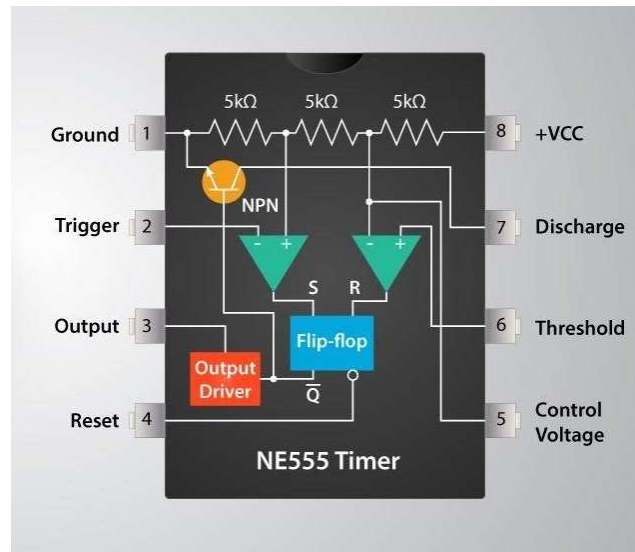 5kΩ 5kΩ 5kΩ
Ground 1
8 +VCC
NPN
Trigger 2
- +
- +
7 Discharge
S R
Output 3
Flip-flop
6 Threshold
Output
Driver
Q̅
Reset 4
5 Control
Voltage
NE555 Timer